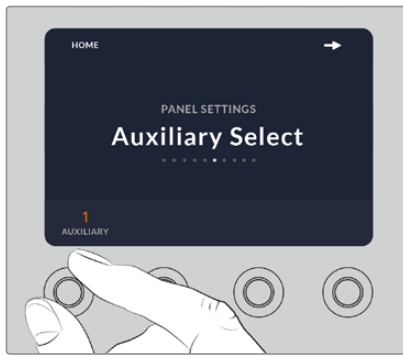 HOME
PANEL SETTINGS
Auxiliary Select
1
AUXILIARY